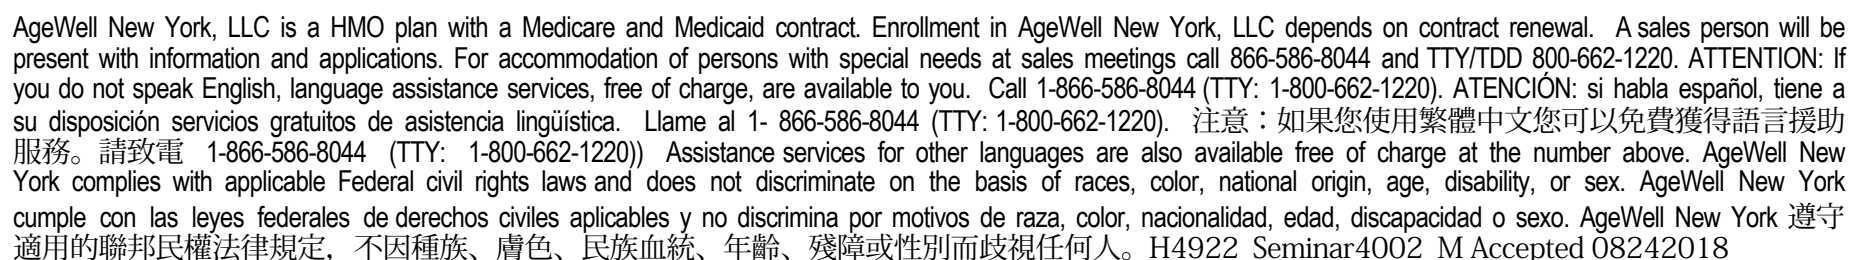 AgeWell New York, LLC is a HMO plan with a Medicare and Medicaid contract. Enrollment in AgeWell New York, LLC depends on contract renewal. A sales person will be
present with information and applications. For accommodation of persons with special needs at sales meetings call 866-586-8044 and TTY/TDD 800-662-1220. ATTENTION: If
you do not speak English, language assistance services, free of charge, are available to you. Call 1-866-586-8044 (TTY: 1-800-662-1220). ATENCIÓN: si habla español, tiene a
su disposición servicios gratuitos de asistencia lingüística. Llame al 1- 866-586-8044 (TTY: 1-800-662-1220). 注意：如果您使用繁體中文您可以免費獲得語言援助
服務。請致電 1-866-586-8044 (TTY: 1-800-662-1220)) Assistance services for other languages are also available free of charge at the number above. AgeWell New
York complies with applicable Federal civil rights laws and does not discriminate on the basis of races, color, national origin, age, disability, or sex. AgeWell New York
cumple con las leyes federales de derechos civiles aplicables y no discrimina por motivos de raza, color, nacionalidad, edad, discapacidad o sexo. AgeWell New York 遵守
適用的聯邦民權法律規定，不因種族、膚色、民族血統、年齡、殘障或性別而歧視任何人。H4922 Seminar4002 M Accepted 08242018